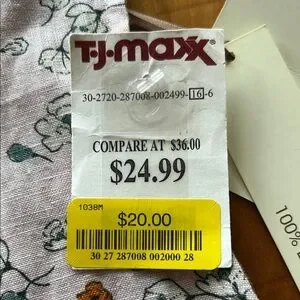 T·J·maxx
30-2720-287008-002499-16-6
COMPARE AT $36.00
$24.99
1038M
$20.00
30 27 287008 002000 28
100%